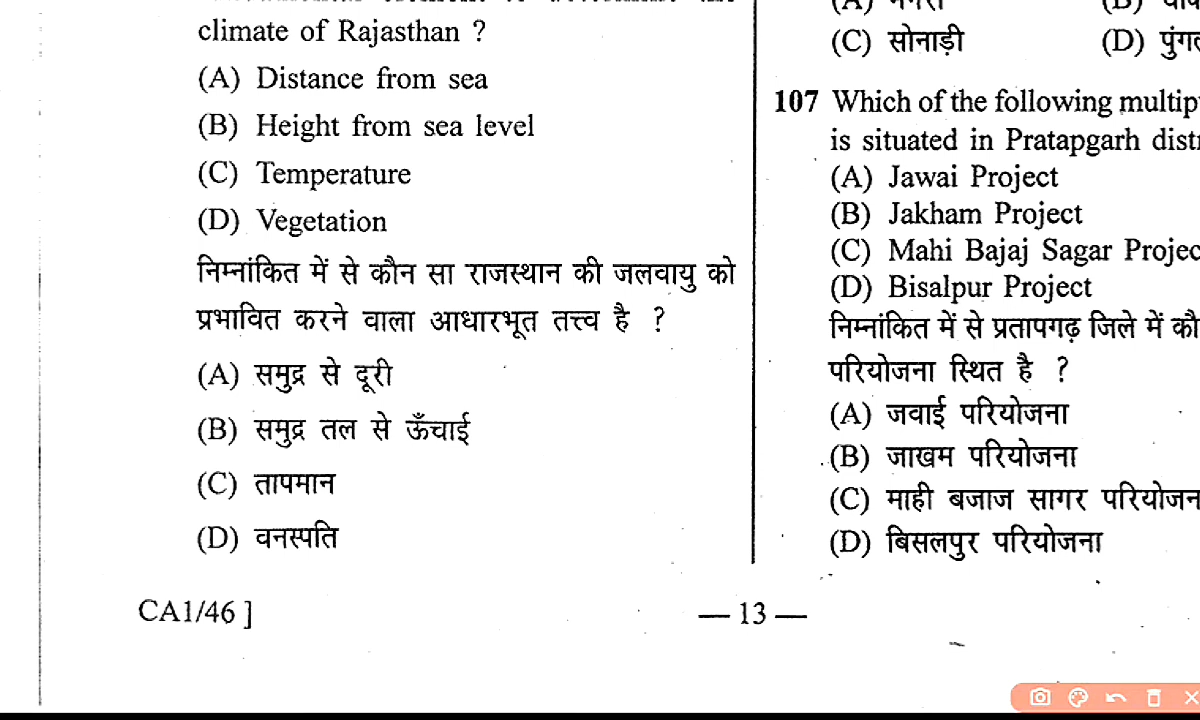 climate of Rajasthan ?
(A) Distance from sea
(B) Height from sea level
(C) Temperature
(D) Vegetation
निम्नांकित में से कौन सा राजस्थान की जलवायु को
प्रभावित करने वाला आधारभूत तत्त्व है ?
(A) समुद्र से दूरी
(B) समुद्र तल से ऊँचाई
(C) तापमान
(D) वनस्पति
(C) सोनाड़ी (D)
107 Which of the following
is situated in Pratapgarh
(A) Jawai Project
(B) Jakham Project
(C) Mahi Bajaj Sagar
(D) Bisalpur Project
निम्नांकित में से प्रतापगढ़ जिले में
परियोजना स्थित है ?
(A) जवाई परियोजना
(B) जाखम परियोजना
(C) माही बजाज सागर
(D) बिसलपुर परियोजना
CA1/46 ]
— 13 —